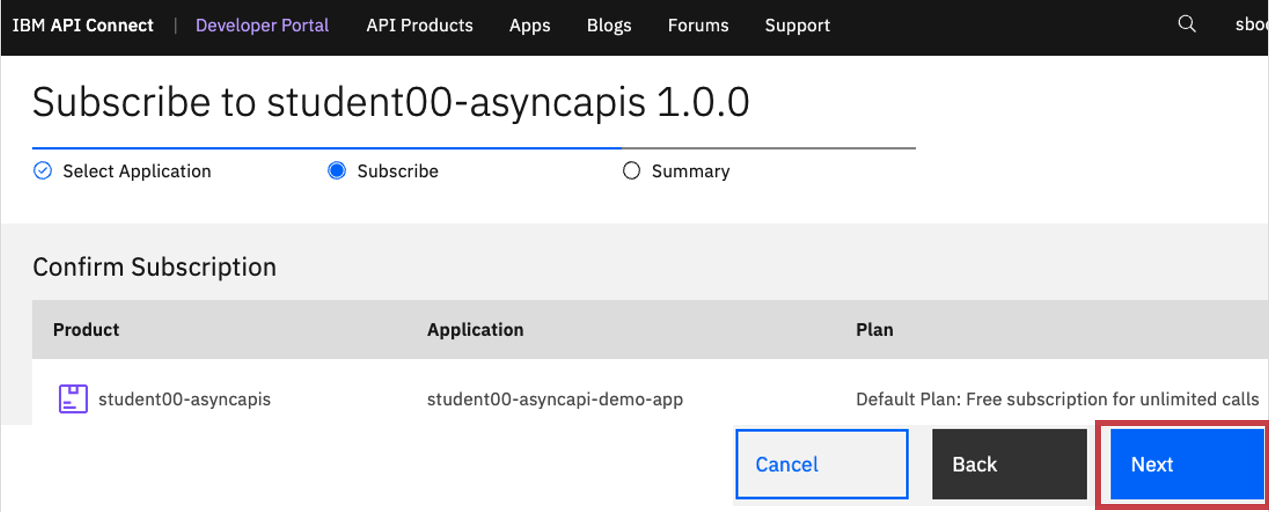 IBM API Connect | Developer Portal API Products Apps Blogs Forums Support
Subscribe to student00-asyncapis 1.0.0
Select Application Subscribe Summary
Confirm Subscription
Product Application Plan
student00-asyncapis student00-asyncapi-demo-app Default Plan: Free subscription for unlimited calls
Cancel Back Next